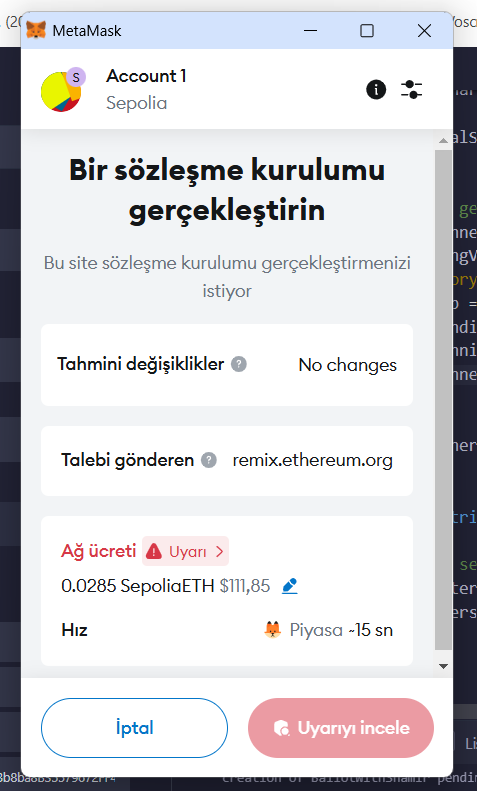 MetaMask
Account 1
S
Sepolia
Bir sözleşme kurulumu
gerçekleştirin
Bu site sözleşme kurulumu gerçekleştirmenizi
istiyor
Tahmini değişiklikler ? No changes
Talebi gönderen ? remix.ethereum.org
Ağ ücreti Uyarı >
0.0285 SepoliaETH $111,85
Hız Piyasa ~15 sn
İptal Uyarıyı incele